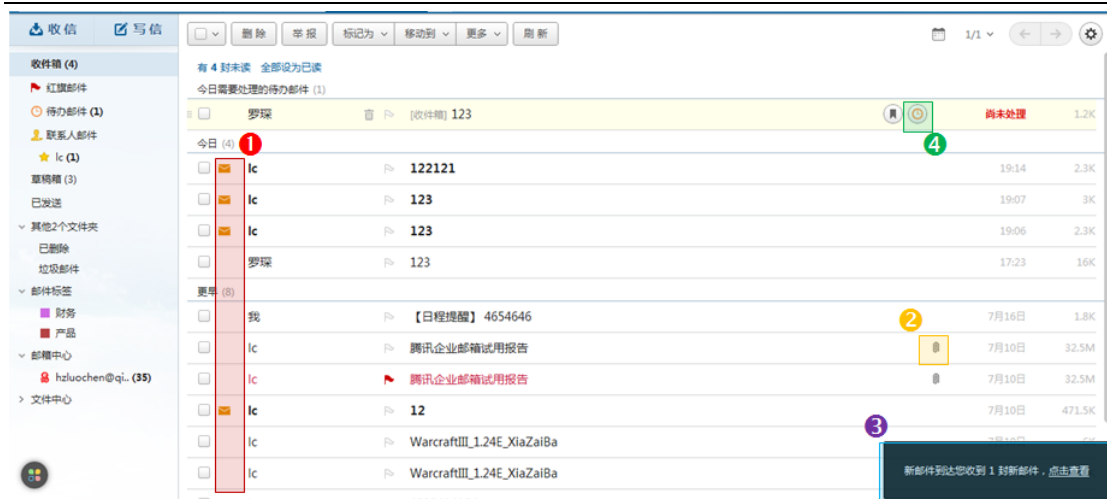 收信 写信
删除 举报 标记为 移动到 更多 刷新 1/1
收件箱 (4)
红旗邮件
待办邮件 (1)
联系人邮件
lc (1)
草稿箱 (3)
已发送
其他2个文件夹
已删除
垃圾邮件
邮件标签
财务
产品
邮箱中心
hzluochen@qi.. (35)
文件中心
有 4 封未读 全部设为已读
今日需要处理的待办邮件 (1)
罗琛 [收件箱] 123 尚未处理 1.2K
4
今日 (4) 1
lc 122121 19:14 2.3K
lc 123 19:07 3K
lc 123 19:06 2.3K
罗琛 123 17:23 16K
更早 (8)
我 【日程提醒】 4654646 7月16日 1.8K
2
lc 腾讯企业邮箱试用报告 7月10日 32.5M
lc 腾讯企业邮箱试用报告 7月10日 32.5M
lc 12 7月10日 471.5K
3
lc WarcraftIII_1.24E_XiaZaiBa
lc WarcraftIII_1.24E_XiaZaiBa
新邮件到达您收到 1 封新邮件，点击查看